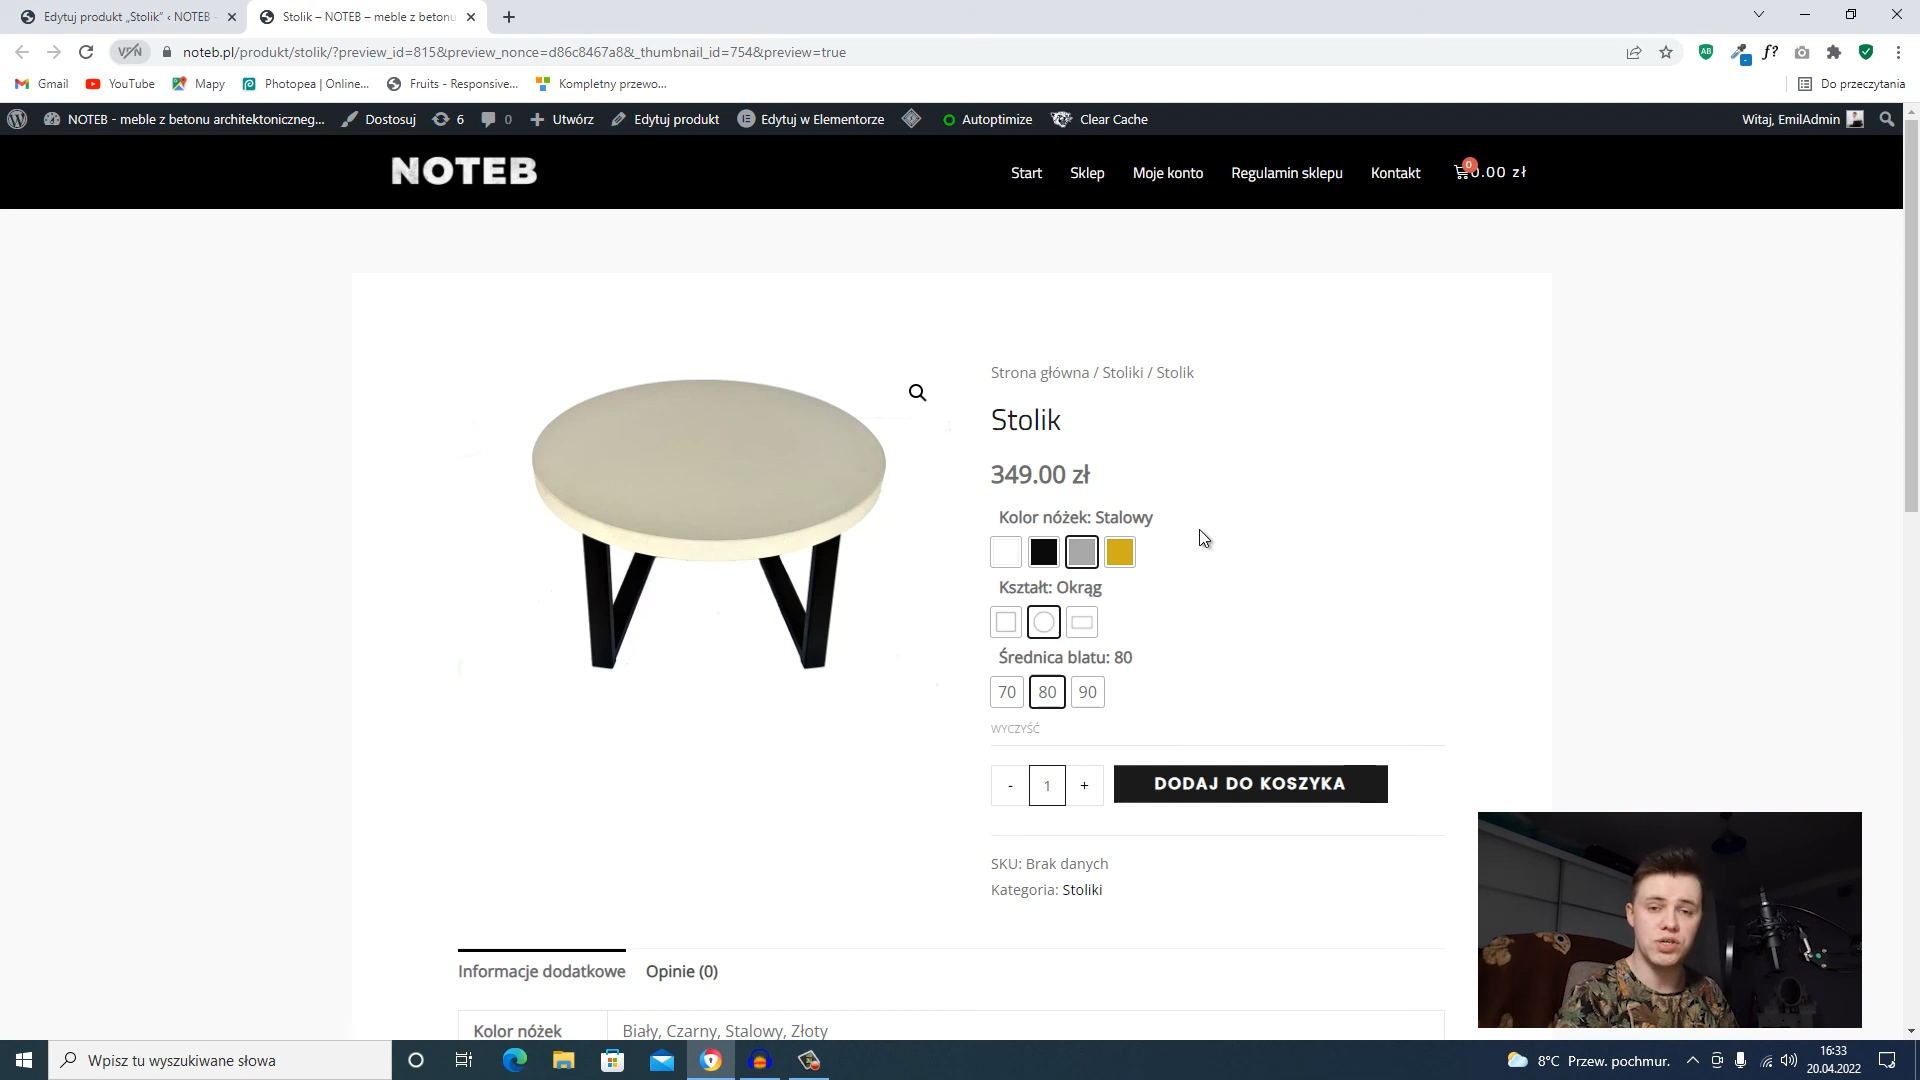 Edytuj produkt „Stolik” ‹ NOTEB
Stolik – NOTEB – meble z betonu
VPN
noteb.pl/produkt/stolik/?preview_id=815&preview_nonce=d86c8467a8&_thumbnail_id=754&preview=true
Gmail
YouTube
Mapy
Photopea | Online...
Fruits - Responsive...
Kompletny przewo...
Do przeczytania
NOTEB - meble z betonu architektoniczneg...
Dostosuj
6
0
Utwórz
Edytuj produkt
Edytuj w Elementorze
Autoptimize
Clear Cache
Witaj, EmilAdmin
NOTEB
Start
Sklep
Moje konto
Regulamin sklepu
Kontakt
0
0.00 zł
Strona główna / Stoliki / Stolik
Stolik
349.00 zł
Kolor nóżek: Stalowy
Kształt: Okrąg
Średnica blatu: 80
70
80
90
WYCZYŚĆ
- 1 +
DODAJ DO KOSZYKA
SKU: Brak danych
Kategoria: Stoliki
Informacje dodatkowe
Opinie (0)
Kolor nóżek
Biały, Czarny, Stalowy, Złoty
Wpisz tu wyszukiwane słowa
8°C Przew. pochmur.
16:33
20.04.2022